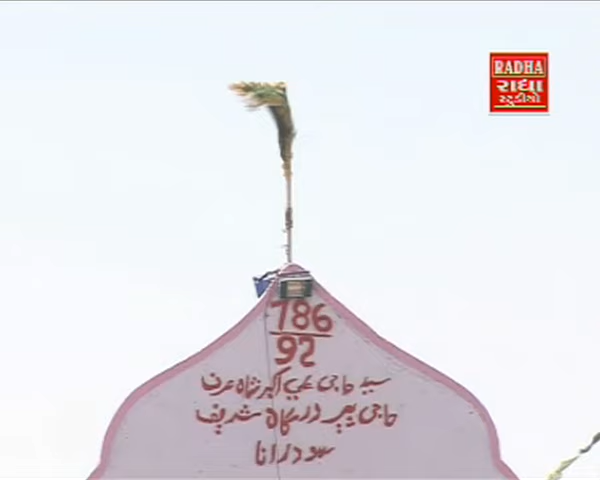 RADHA
રાધા
સ્ટુડીયો
786
92
سید حاجی علی اکبر شاہ عرف
حاجی پیر درگاہ شریف
سودرانا